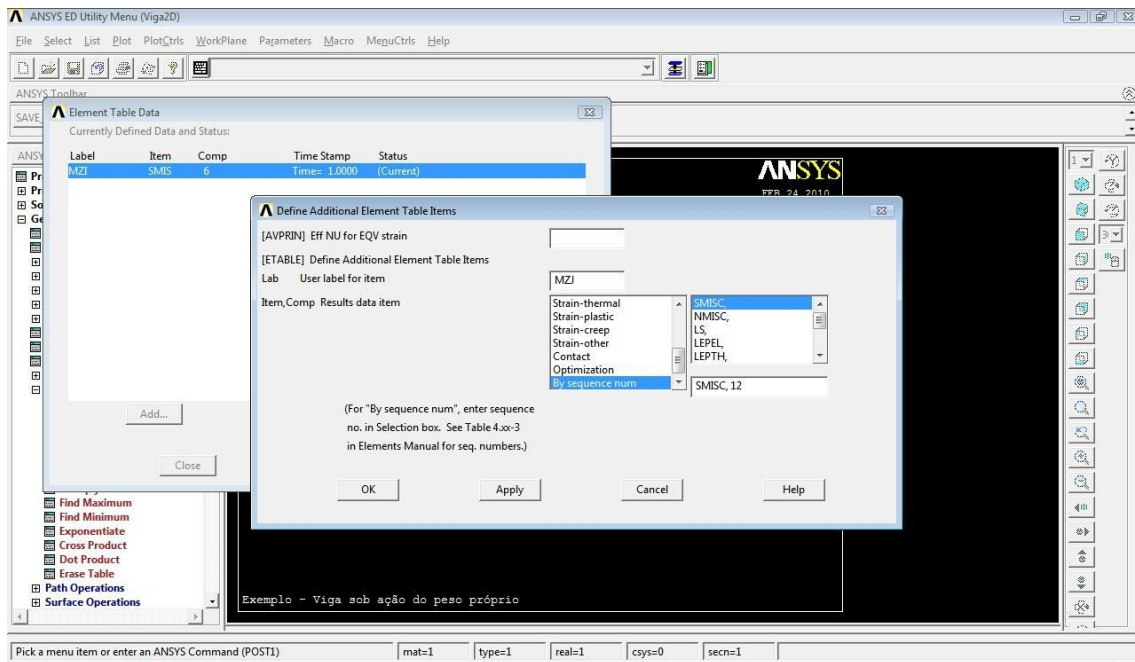 ANSYS ED Utility Menu (Viga2D)
File Select List Plot PlotCtrls WorkPlane Parameters Macro MenuCtrls Help
ANSYS Toolbar
SAVE_
Element Table Data
Currently Defined Data and Status:
Label Item Comp Time Stamp Status
MZI SMIS 6 Time= 1.0000 (Current)
Add...
Close
ANSYS
FEB 24 2010
Define Additional Element Table Items
[AVPRIN] Eff NU for EQV strain
[ETABLE] Define Additional Element Table Items
Lab User label for item MZJ
Item,Comp Results data item
Strain-thermal
Strain-plastic
Strain-creep
Strain-other
Contact
Optimization
By sequence num
SMISC,
NMISC,
LS,
LEPEL,
LEPTH,
SMISC, 12
(For "By sequence num", enter sequence
no. in Selection box. See Table 4.xx-3
in Elements Manual for seq. numbers.)
OK Apply Cancel Help
Find Maximum
Find Minimum
Exponentiate
Cross Product
Dot Product
Erase Table
Path Operations
Surface Operations
Exemplo - Viga sob ação do peso próprio
1
3
Pick a menu item or enter an ANSYS Command (POST1) mat=1 type=1 real=1 csys=0 secn=1